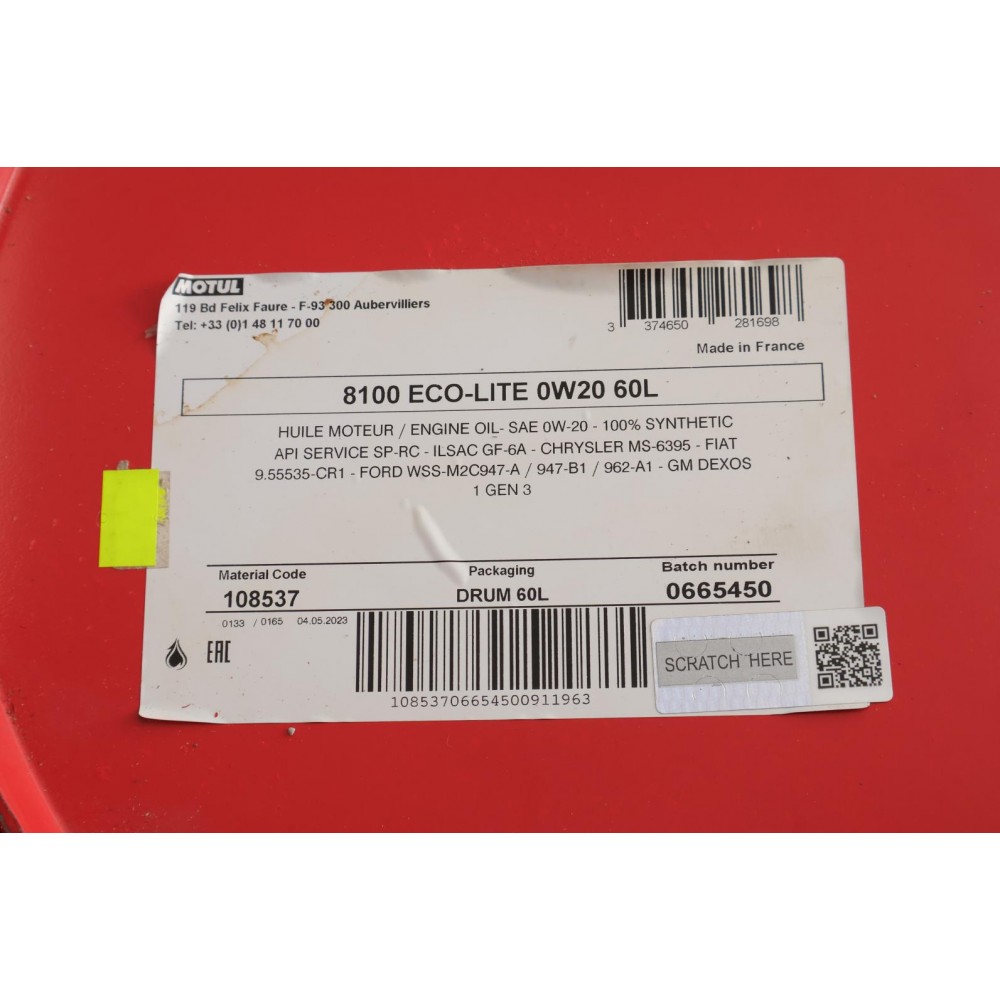 MOTUL
119 Bd Felix Faure - F-93 300 Aubervilliers
Tel: +33 (0)1 48 11 70 00
3 374650 281698
Made in France
8100 ECO-LITE 0W20 60L
HUILE MOTEUR / ENGINE OIL- SAE 0W-20 - 100% SYNTHETIC
API SERVICE SP-RC - ILSAC GF-6A - CHRYSLER MS-6395 - FIAT
9.55535-CR1 - FORD WSS-M2C947-A / 947-B1 / 962-A1 - GM DEXOS
1 GEN 3
Material Code Packaging Batch number
108537 DRUM 60L 0665450
0133 / 0165 04.05.2023
EAC
SCRATCH HERE
10853706654500911963